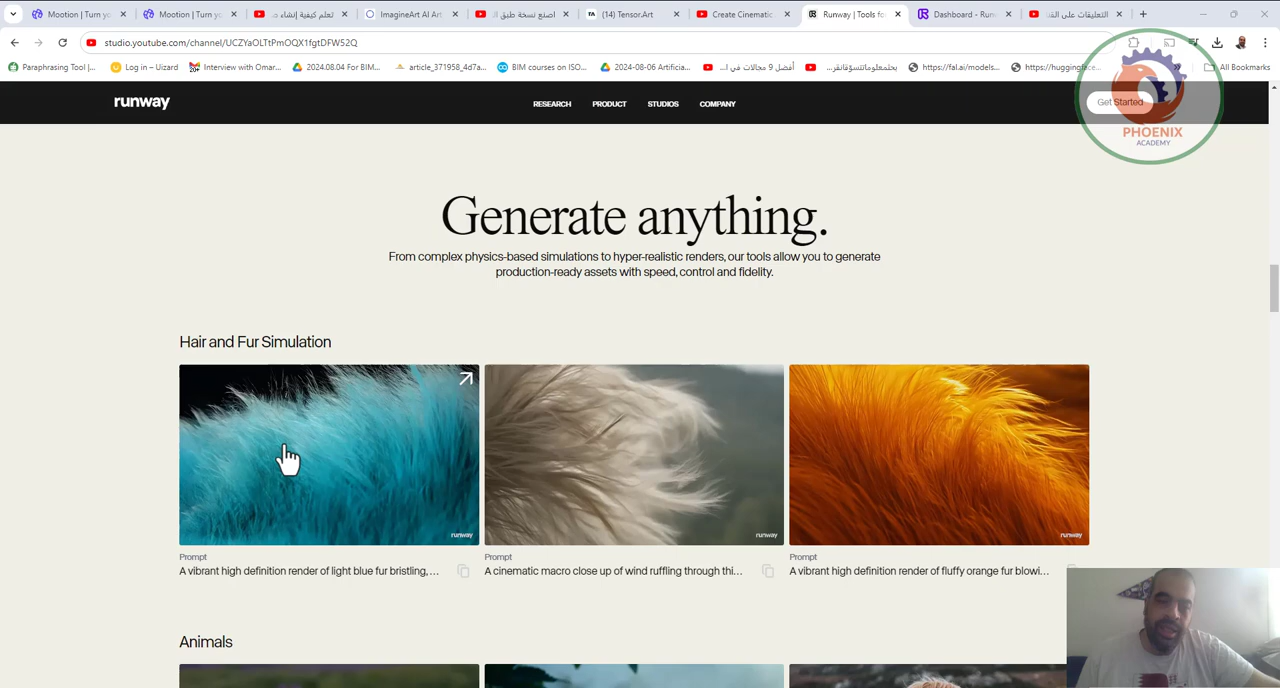 Mootion | Turn yo
Mootion | Turn yo
تعلم كيفية إنشاء صو
ImagineArt AI Art
اصنع نسخة طبق ال
(14) Tensor.Art
Create Cinematic
Runway | Tools fo
Dashboard - Run
التعليقات على القنا
studio.youtube.com/channel/UCZYaOLTtPmOQX1fgtDFW52Q
Paraphrasing Tool |...
Log in – Uizard
Interview with Omar...
2024.08.04 For BIM...
article_371958_4d7a...
BIM courses on ISO...
2024-08-06 Artificia...
أفضل 9 مجالات في ا...
https://fal.ai/models...
https://huggingface...
All Bookmarks
runway
RESEARCH PRODUCT STUDIOS COMPANY
Get Started
PHOENIX
ACADEMY
Generate anything.
From complex physics-based simulations to hyper-realistic renders, our tools allow you to generate
production-ready assets with speed, control and fidelity.
Hair and Fur Simulation
runway
runway
runway
Prompt
A vibrant high definition render of light blue fur bristling, ...
Prompt
A cinematic macro close up of wind ruffling through thi...
Prompt
A vibrant high definition render of fluffy orange fur blowi...
Animals